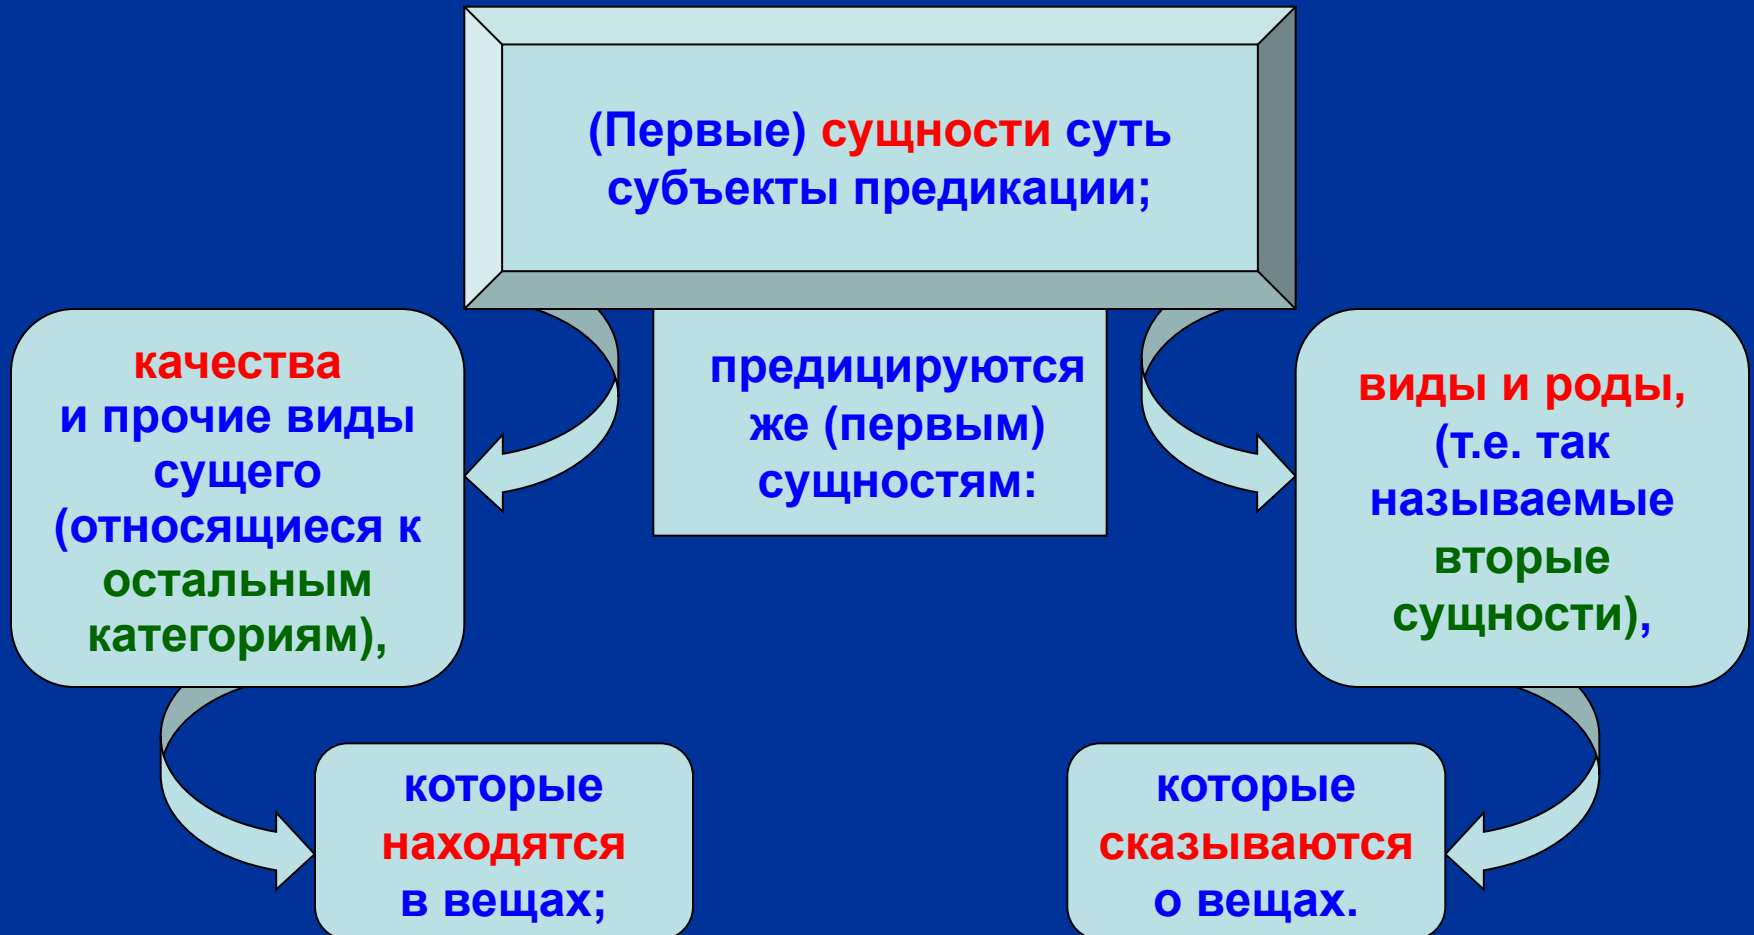 (Первые) сущности суть
субъекты предикации;
предицируются
же (первым)
сущностям:
качества
и прочие виды
сущего
(относящиеся к
остальным
категориям),
которые
находятся
в вещах;
виды и роды,
(т.е. так
называемые
вторые
сущности),
которые
сказываются
о вещах.